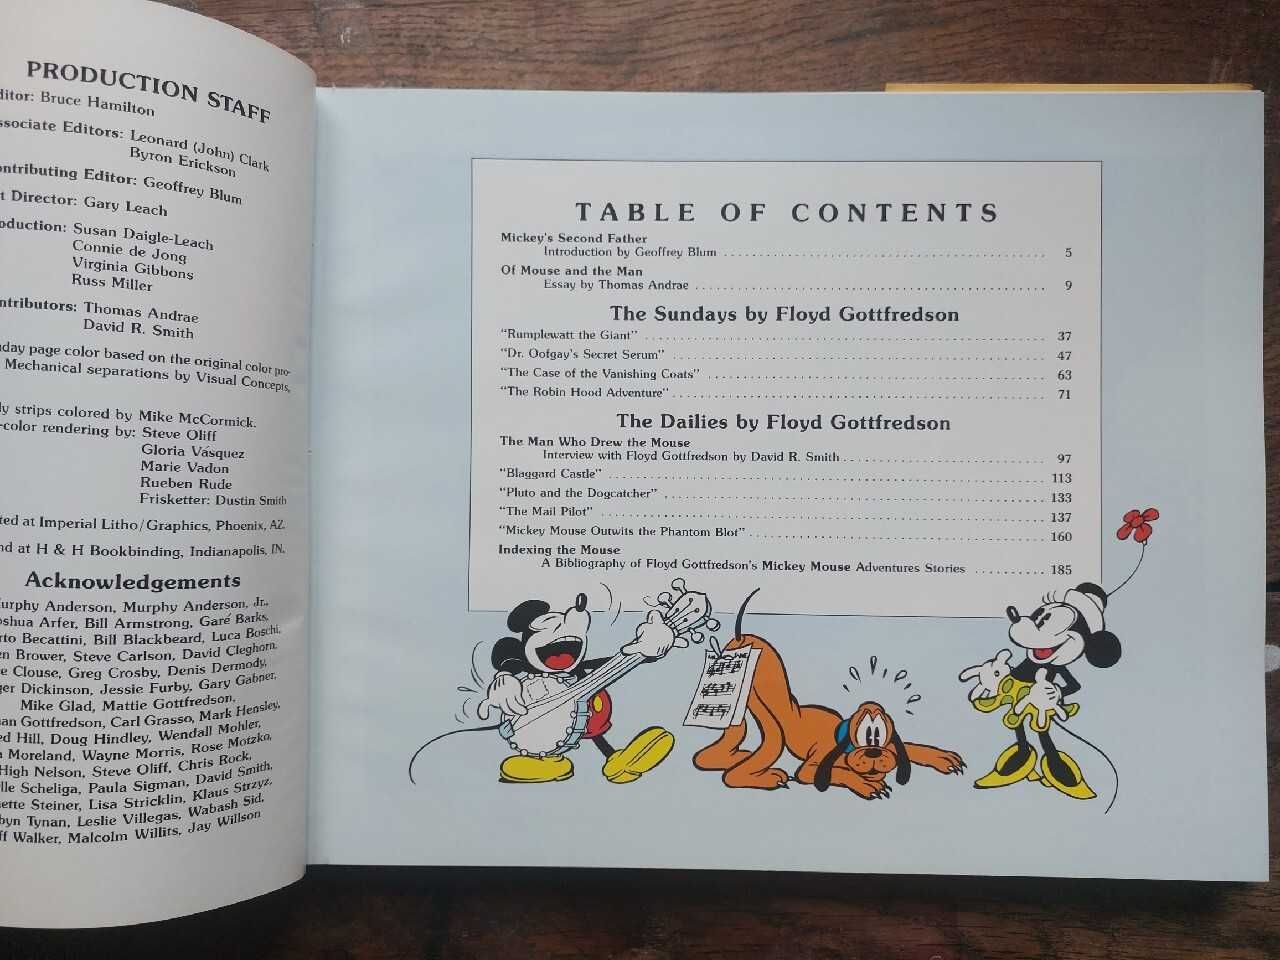 PRODUCTION STAFF
ditor: Bruce Hamilton
ssociate Editors: Leonard (John) Clark
Byron Erickson
ontributing Editor: Geoffrey Blum
t Director: Gary Leach
oduction: Susan Daigle-Leach
Connie de Jong
Virginia Gibbons
Russ Miller
ntributors: Thomas Andrae
David R. Smith
day page color based on the original color pro-
Mechanical separations by Visual Concepts,
y strips colored by Mike McCormick.
-color rendering by: Steve Oliff
Gloria Vásquez
Marie Vadon
Rueben Rude
Frisketter: Dustin Smith
ted at Imperial Litho/Graphics, Phoenix, AZ.
nd at H & H Bookbinding, Indianapolis, IN.
Acknowledgements
urphy Anderson, Murphy Anderson, Jr.,
shua Arfer, Bill Armstrong, Garé Barks,
rto Becattini, Bill Blackbeard, Luca Boschi,
en Brower, Steve Carlson, David Cleghorn,
e Clouse, Greg Crosby, Denis Dermody,
ger Dickinson, Jessie Furby, Gary Gabner,
Mike Glad, Mattie Gottfredson,
an Gottfredson, Carl Grasso, Mark Hensley,
ed Hill, Doug Hindley, Wendall Mohler,
Moreland, Wayne Morris, Rose Motzko,
High Nelson, Steve Oliff, Chris Rock,
lle Scheliga, Paula Sigman, David Smith,
ette Steiner, Lisa Stricklin, Klaus Strzyz,
byn Tynan, Leslie Villegas, Wabash Sid,
ff Walker, Malcolm Willits, Jay Willson
TABLE OF CONTENTS
Mickey's Second Father
Introduction by Geoffrey Blum 5
Of Mouse and the Man
Essay by Thomas Andrae 9
The Sundays by Floyd Gottfredson
"Rumplewatt the Giant" 37
"Dr. Oofgay's Secret Serum" 47
"The Case of the Vanishing Coats" 63
"The Robin Hood Adventure" 71
The Dailies by Floyd Gottfredson
The Man Who Drew the Mouse
Interview with Floyd Gottfredson by David R. Smith 97
"Blaggard Castle" 113
"Pluto and the Dogcatcher" 133
"The Mail Pilot" 137
"Mickey Mouse Outwits the Phantom Blot" 160
Indexing the Mouse
A Bibliography of Floyd Gottfredson's Mickey Mouse Adventures Stories 185